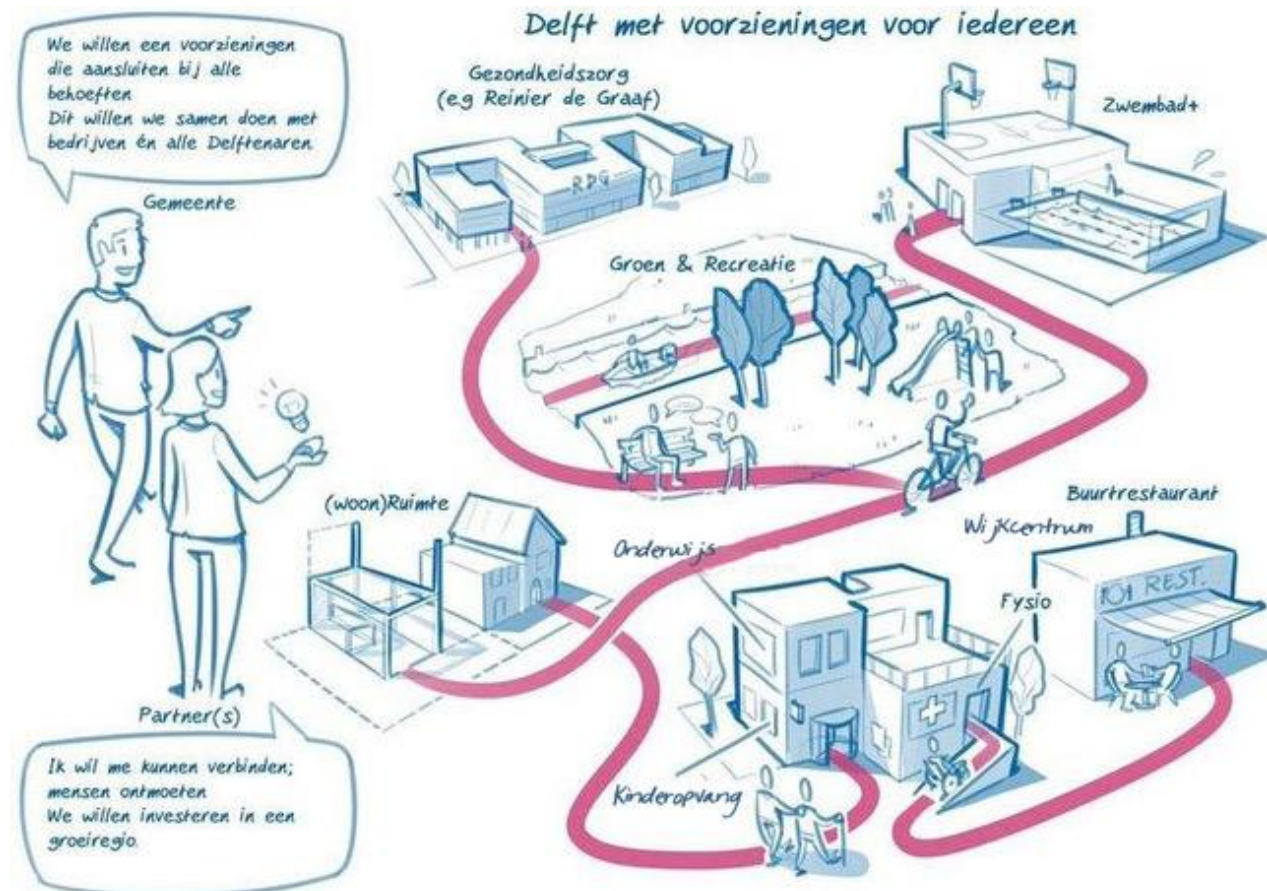 Delft met voorzieningen voor iedereen
We willen een voorzieningen
die aansluiten bij alle
behoeften
Dit willen we samen doen met
bedrijven én alle Delftenaren
Gemeente
Gezondheidszorg
(e.g Reinier de Graaf)
RDG
Zwembad+
Groen & Recreatie
(woon)Ruimte
Onderwijs
Buurtrestaurant
Wijkcentrum
REST.
Fysio
Kinderopvang
Partner(s)
Ik wil me kunnen verbinden;
mensen ontmoeten
We willen investeren in een
groeiregio.